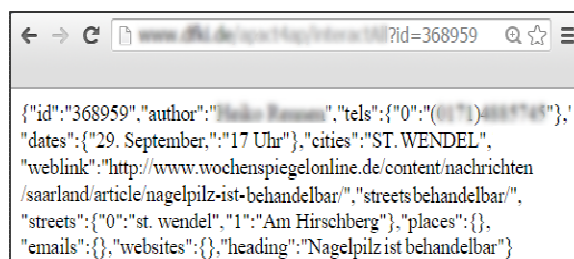 ?id=368959
{"id":"368959","author":"","tels":{"0":"(0171)"},'
"dates":{"29. September,":"17 Uhr"},"cities":"ST. WENDEL",
"weblink":"http://www.wochenspiegelonline.de/content/nachrichten
/saarland/article/nagelpilz-ist-behandelbar/","streetsbehandelbar/",
"streets":{"0":"st. wendel","1":"Am Hirschberg"},"places":{},
"emails":{},"websites":{},"heading":"Nagelpilz ist behandelbar"}